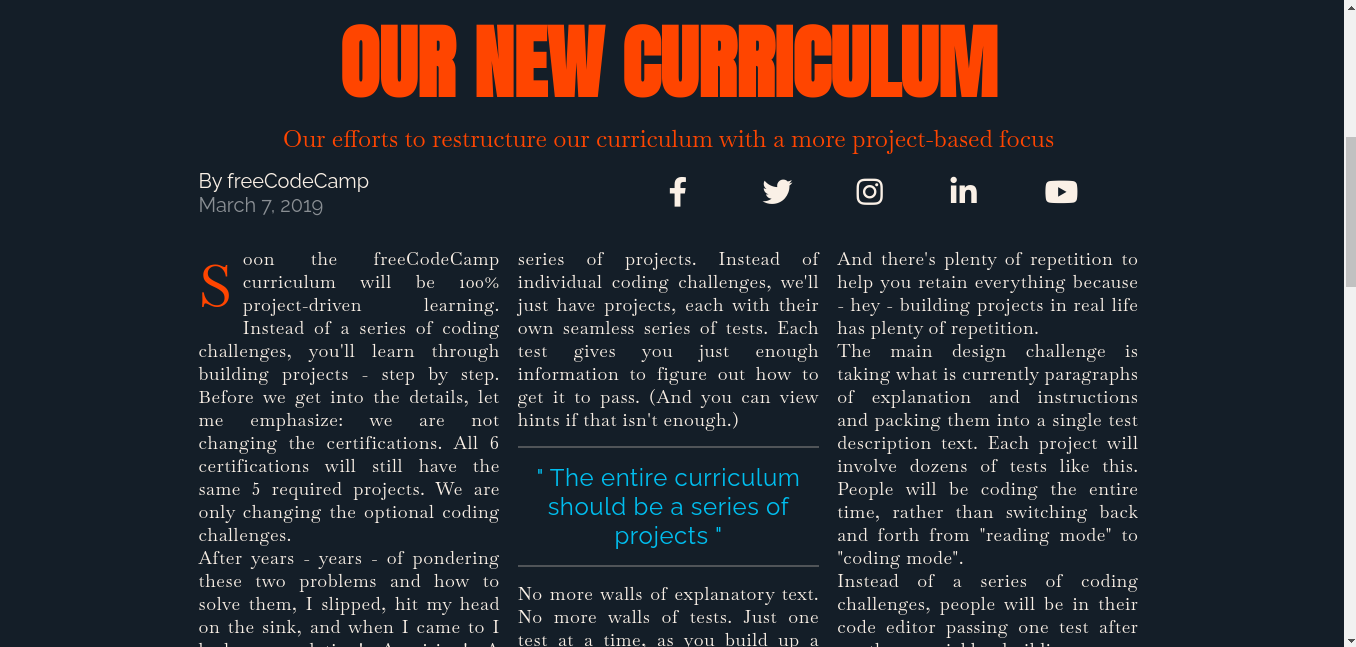 OUR NEW CURRICULUM
Our efforts to restructure our curriculum with a more project-based focus
By freeCodeCamp
March 7, 2019
Soon the freeCodeCamp
curriculum will be 100%
project-driven learning.
Instead of a series of coding
challenges, you'll learn through
building projects - step by step.
Before we get into the details, let
me emphasize: we are not
changing the certifications. All 6
certifications will still have the
same 5 required projects. We are
only changing the optional coding
challenges.
After years - years - of pondering
these two problems and how to
solve them, I slipped, hit my head
on the sink, and when I came to I
series of projects. Instead of
individual coding challenges, we'll
just have projects, each with their
own seamless series of tests. Each
test gives you just enough
information to figure out how to
get it to pass. (And you can view
hints if that isn't enough.)
" The entire curriculum
should be a series of
projects "
No more walls of explanatory text.
No more walls of tests. Just one
test at a time, as you build up a
And there's plenty of repetition to
help you retain everything because
- hey - building projects in real life
has plenty of repetition.
The main design challenge is
taking what is currently paragraphs
of explanation and instructions
and packing them into a single test
description text. Each project will
involve dozens of tests like this.
People will be coding the entire
time, rather than switching back
and forth from "reading mode" to
"coding mode".
Instead of a series of coding
challenges, people will be in their
code editor passing one test after